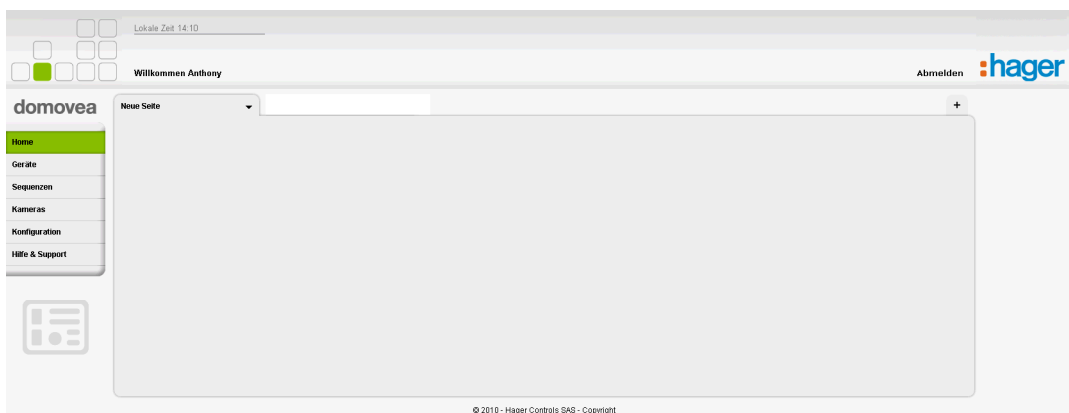 Lokale Zeit 14:10
Willkommen Anthony
Abmelden
:hager
domovea
Neue Seite
+
Home
Geräte
Sequenzen
Kameras
Konfiguration
Hilfe & Support
© 2010 - Hager Controls SAS - Copyright